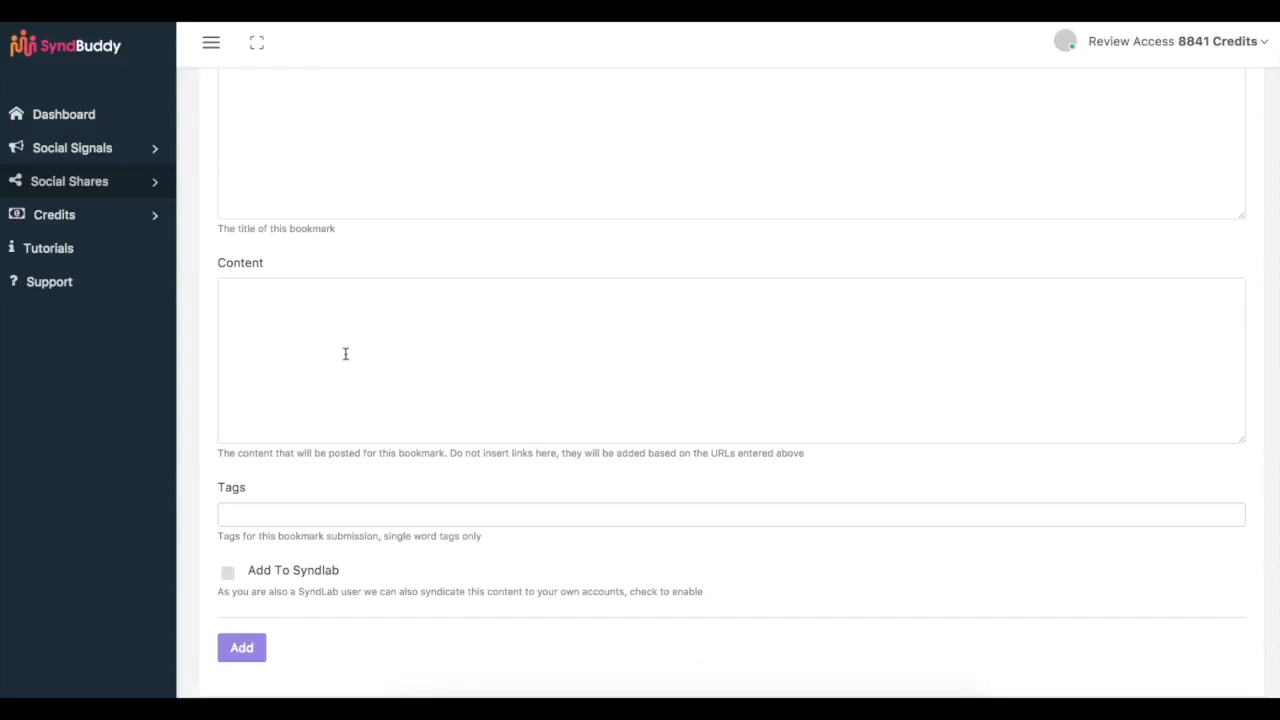 SyndBuddy
Review Access 8841 Credits
Dashboard
Social Signals
Social Shares
Credits
Tutorials
Support
The title of this bookmark
Content
The content that will be posted for this bookmark. Do not insert links here, they will be added based on the URLs entered above
Tags
Tags for this bookmark submission, single word tags only
Add To Syndlab
As you are also a SyndLab user we can also syndicate this content to your own accounts, check to enable
Add